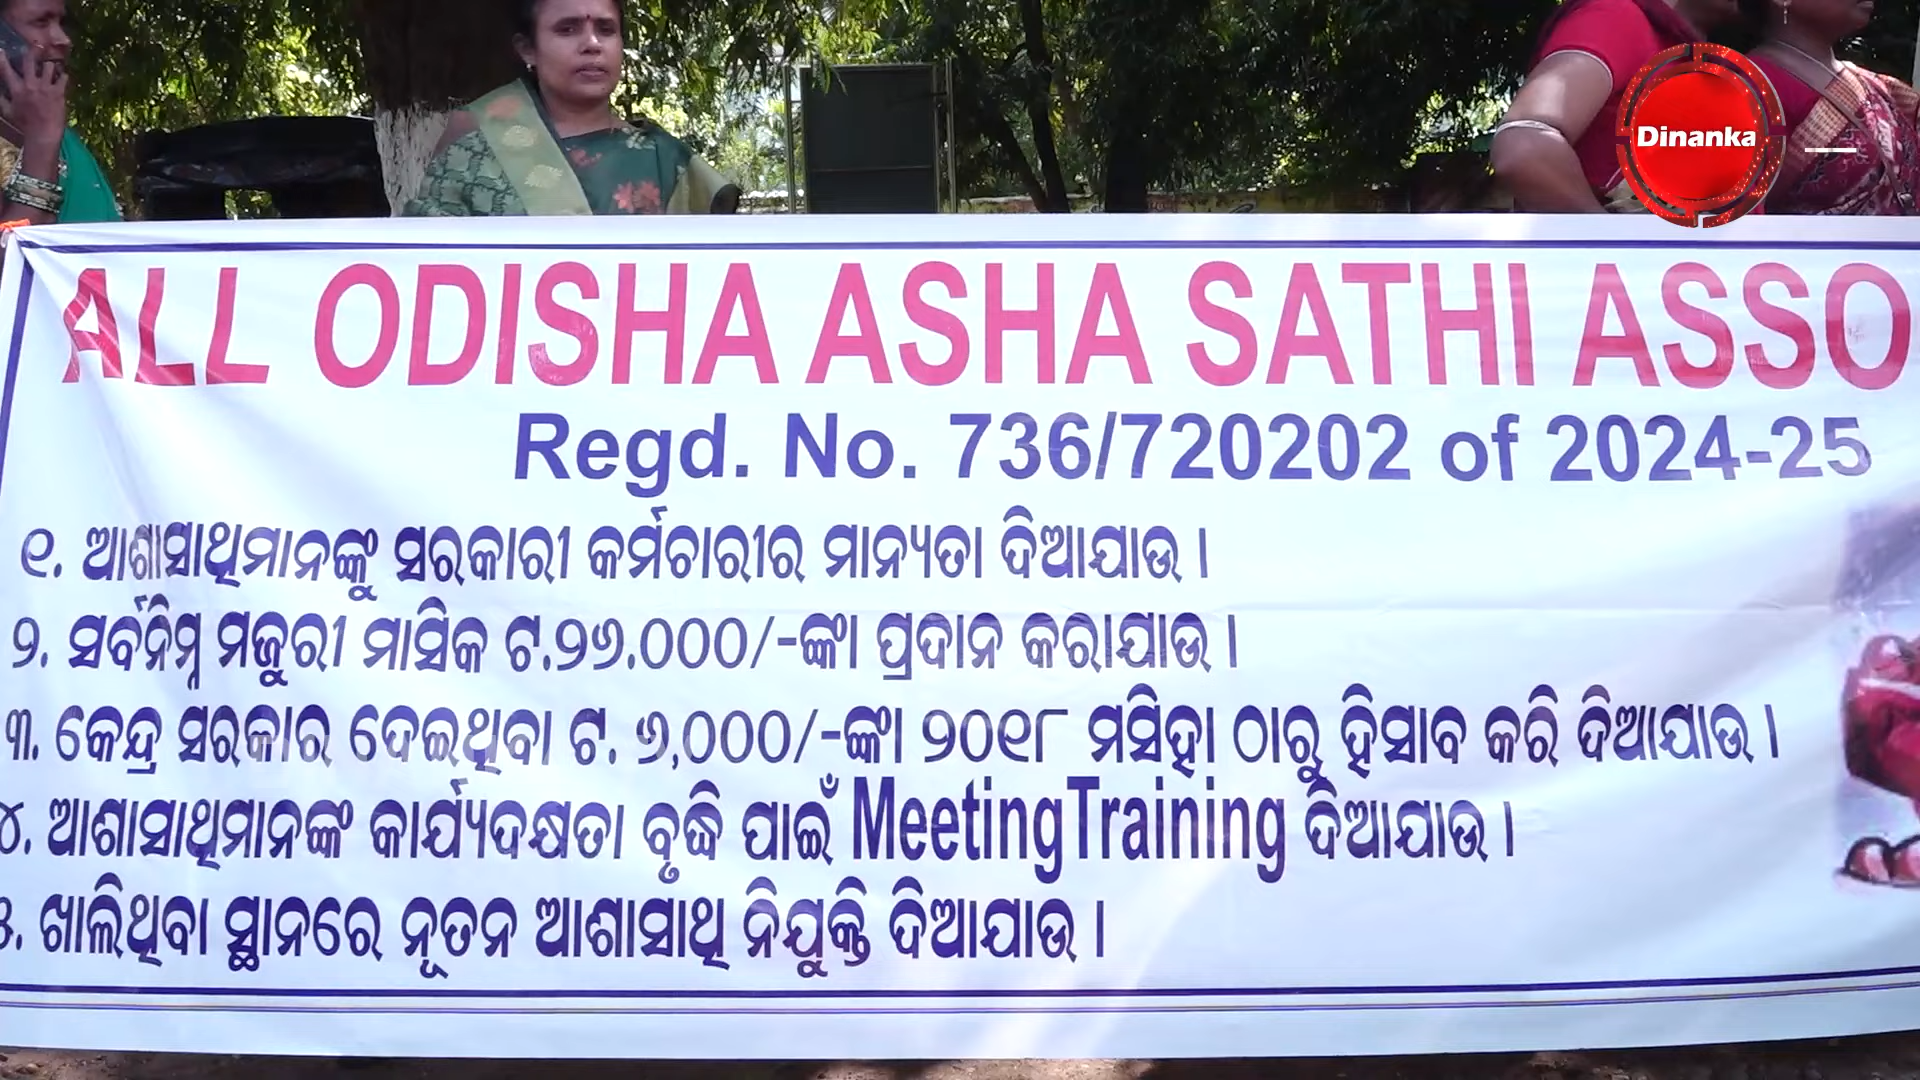 Dinanka
ALL ODISHA ASHA SATHI ASSO
Regd. No. 736/720202 of 2024-25
୧. ଆଶାସାଥିମାନଙ୍କୁ ସରକାରୀ କର୍ମଚାରୀର ମାନ୍ୟତା ଦିଆଯାଉ ।
୨. ସର୍ବନିମ୍ନ ମଜୁରୀ ମାସିକ ଟ.୨୬.୦୦୦/-ଙ୍କା ପ୍ରଦାନ କରାଯାଉ ।
୩. କେନ୍ଦ୍ର ସରକାର ଦେଇଥିବା ଟ. ୬,୦୦୦/-ଙ୍କା ୨୦୧୮ ମସିହା ଠାରୁ ହିସାବ କରି ଦିଆଯାଉ ।
୪. ଆଶାସାଥିମାନଙ୍କ କାର୍ଯ୍ୟଦକ୍ଷତା ବୃଦ୍ଧି ପାଇଁ Meeting Training ଦିଆଯାଉ ।
୫. ଖାଲିଥିବା ସ୍ଥାନରେ ନୂତନ ଆଶାସାଥି ନିଯୁକ୍ତି ଦିଆଯାଉ ।